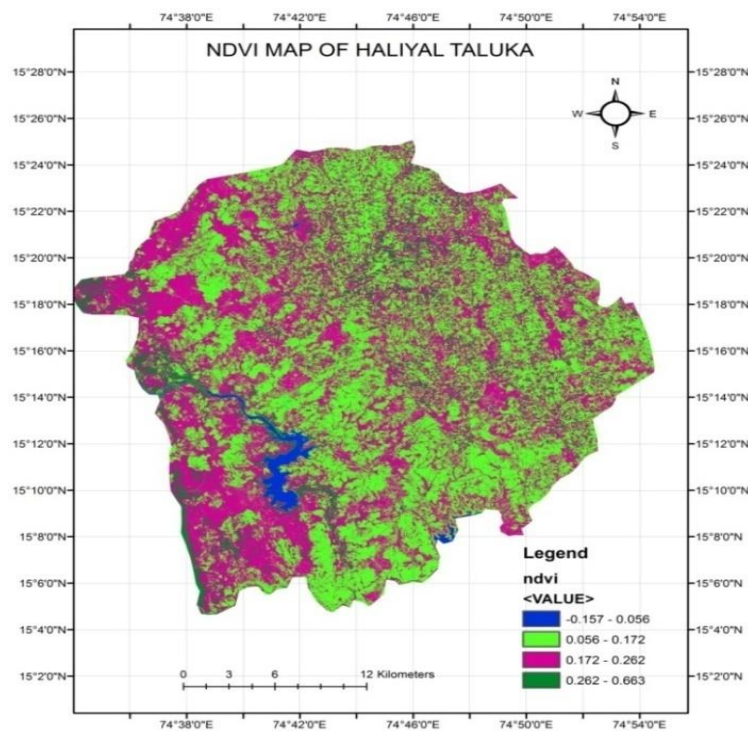 74°38'0"E 74°42'0"E 74°46'0"E 74°50'0"E 74°54'0"E
NDVI MAP OF HALIYAL TALUKA
15°28'0"N 15°28'0"N
N
15°26'0"N W E 15°26'0"N
S
15°24'0"N 15°24'0"N
15°22'0"N 15°22'0"N
15°20'0"N 15°20'0"N
15°18'0"N 15°18'0"N
15°16'0"N 15°16'0"N
15°14'0"N 15°14'0"N
15°12'0"N 15°12'0"N
15°10'0"N 15°10'0"N
15°8'0"N 15°8'0"N
Legend
ndvi
15°6'0"N 15°6'0"N
<VALUE>
-0.157 - 0.056
15°4'0"N 15°4'0"N
0.056 - 0.172
0.172 - 0.262
15°2'0"N 15°2'0"N
0 3 6 12 Kilometers
0.262 - 0.663
74°38'0"E 74°42'0"E 74°46'0"E 74°50'0"E 74°54'0"E